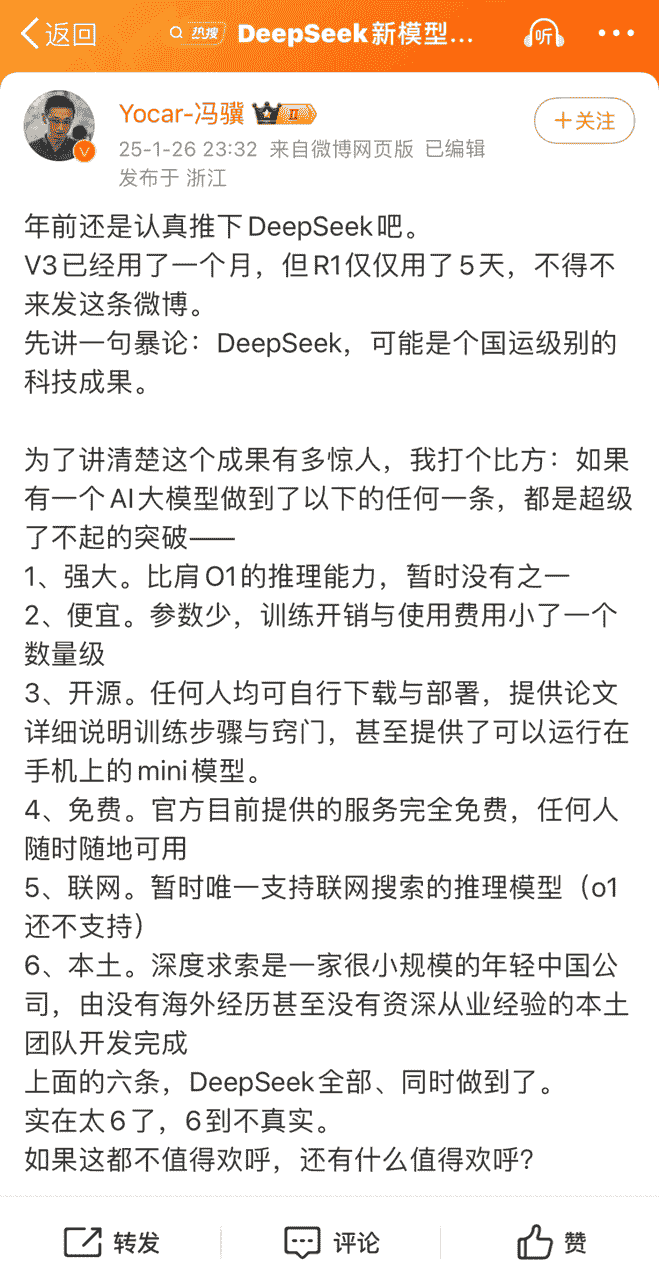 返回
热搜
DeepSeek新模型...
听
Yocar-冯骥
II
+关注
25-1-26 23:32 来自微博网页版 已编辑
发布于 浙江
年前还是认真推下DeepSeek吧。
V3已经用了一个月，但R1仅仅用了5天，不得不
来发这条微博。
先讲一句暴论：DeepSeek，可能是个国运级别的
科技成果。
为了讲清楚这个成果有多惊人，我打个比方：如果
有一个AI大模型做到了以下的任何一条，都是超级
了不起的突破——
1、强大。比肩O1的推理能力，暂时没有之一
2、便宜。参数少，训练开销与使用费用小了一个
数量级
3、开源。任何人均可自行下载与部署，提供论文
详细说明训练步骤与窍门，甚至提供了可以运行在
手机上的mini模型。
4、免费。官方目前提供的服务完全免费，任何人
随时随地可用
5、联网。暂时唯一支持联网搜索的推理模型（o1
还不支持）
6、本土。深度求索是一家很小规模的年轻中国公
司，由没有海外经历甚至没有资深从业经验的本土
团队开发完成
上面的六条，DeepSeek全部、同时做到了。
实在太6了，6到不真实。
如果这都不值得欢呼，还有什么值得欢呼？
转发
评论
赞